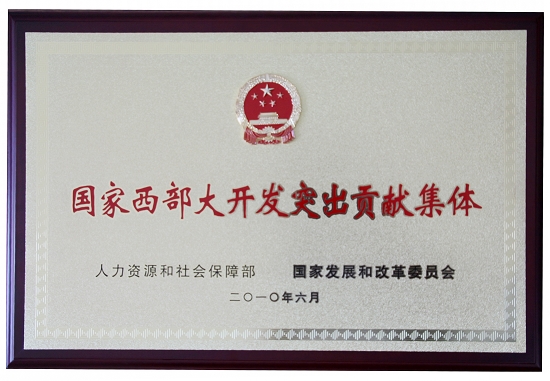 国家西部大开发突出贡献集体
人力资源和社会保障部 国家发展和改革委员会
二〇一〇年六月